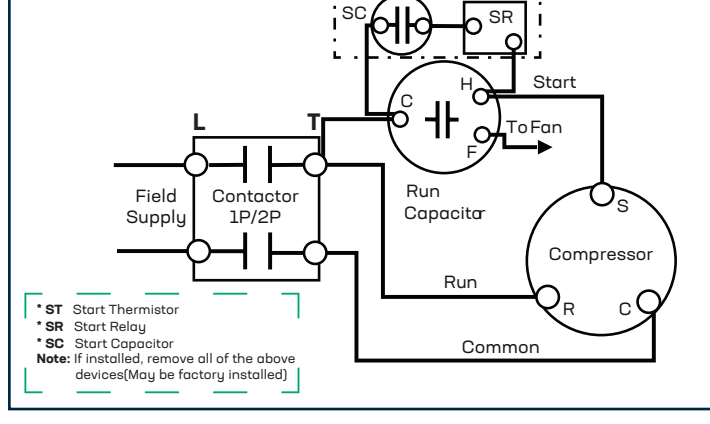 SC
SR
H
Start
C
L
T
To Fan
F
Field
Supply
Contactor
1P/2P
Run
Capacitor
S
Compressor
Run
R
C
Common
* ST Start Thermistor
* SR Start Relay
* SC Start Capacitor
Note: If installed, remove all of the above
devices(May be factory installed)